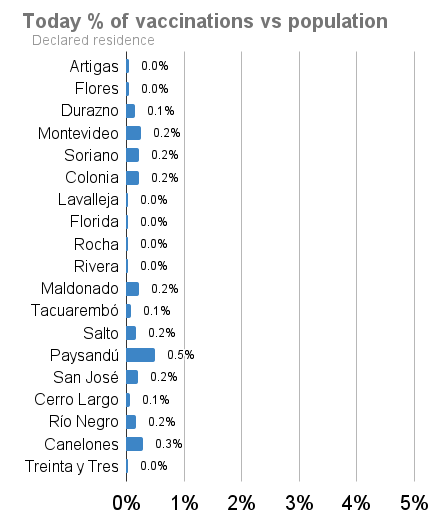 Today % of vaccinations vs population
Declared residence
Artigas 0.0%
Flores 0.0%
Durazno 0.1%
Montevideo 0.2%
Soriano 0.2%
Colonia 0.2%
Lavalleja 0.0%
Florida 0.0%
Rocha 0.0%
Rivera 0.0%
Maldonado 0.2%
Tacuarembó 0.1%
Salto 0.2%
Paysandú 0.5%
San José 0.2%
Cerro Largo 0.1%
Río Negro 0.2%
Canelones 0.3%
Treinta y Tres 0.0%
0% 1% 2% 3% 4% 5%